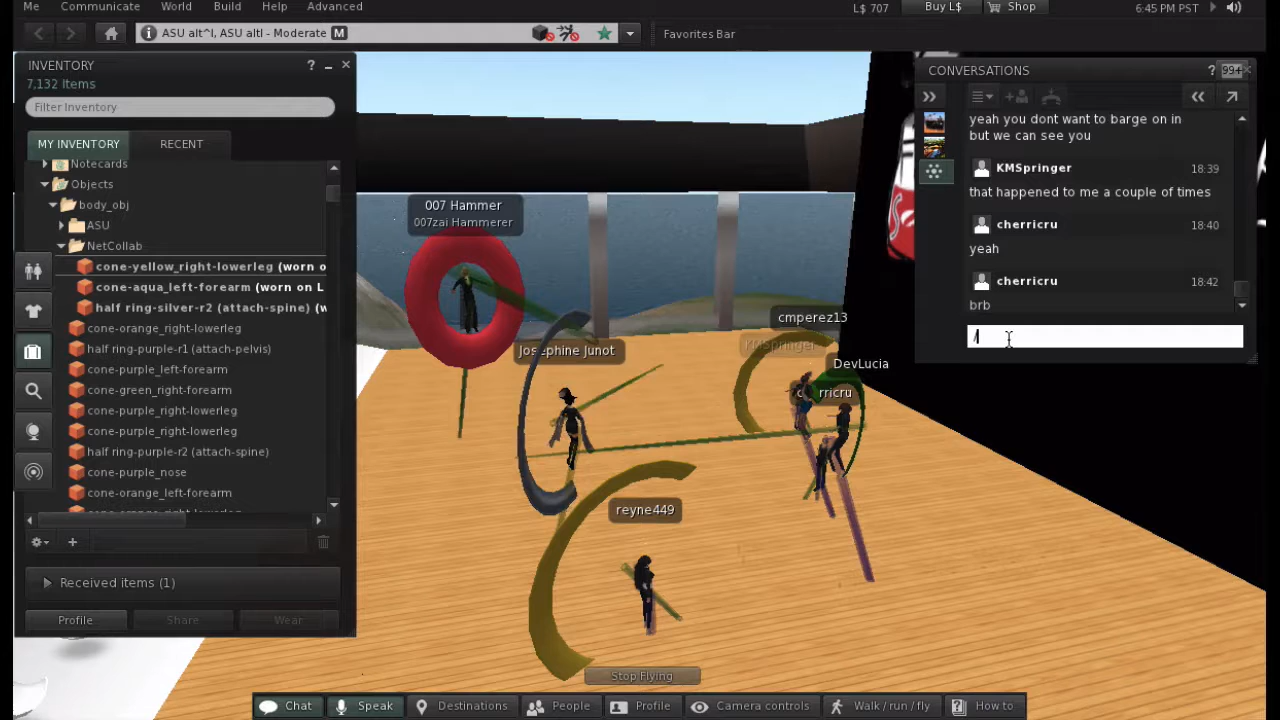 Me Communicate World Build Help Advanced L$ 707 Buy L$ Shop 6:45 PM PST
ASU alt^I, ASU altI - Moderate M Favorites Bar
INVENTORY ?
7,132 Items
Filter Inventory
MY INVENTORY RECENT
Notecards
Objects
body_obj
ASU
NetCollab
cone-yellow_right-lowerleg (worn o
cone-aqua_left-forearm (worn on L
half ring-silver-r2 (attach-spine) (w
cone-orange_right-lowerleg
half ring-purple-r1 (attach-pelvis)
cone-purple_left-forearm
cone-green_right-forearm
cone-purple_right-lowerleg
cone-purple_right-lowerleg
half ring-purple-r2 (attach-spine)
cone-purple_nose
cone-orange_left-forearm
Received items (1)
Profile Share Wear
007 Hammer
007zai Hammerer
Josephine Junot
cmperez13
KMSpringer
DevLucia
rricru
reyne449
CONVERSATIONS ? 99+
yeah you dont want to barge on in
but we can see you
KMSpringer 18:39
that happened to me a couple of times
cherricru 18:40
yeah
cherricru 18:42
brb
/
Stop Flying
Chat Speak Destinations People Profile Camera controls Walk / run / fly How to